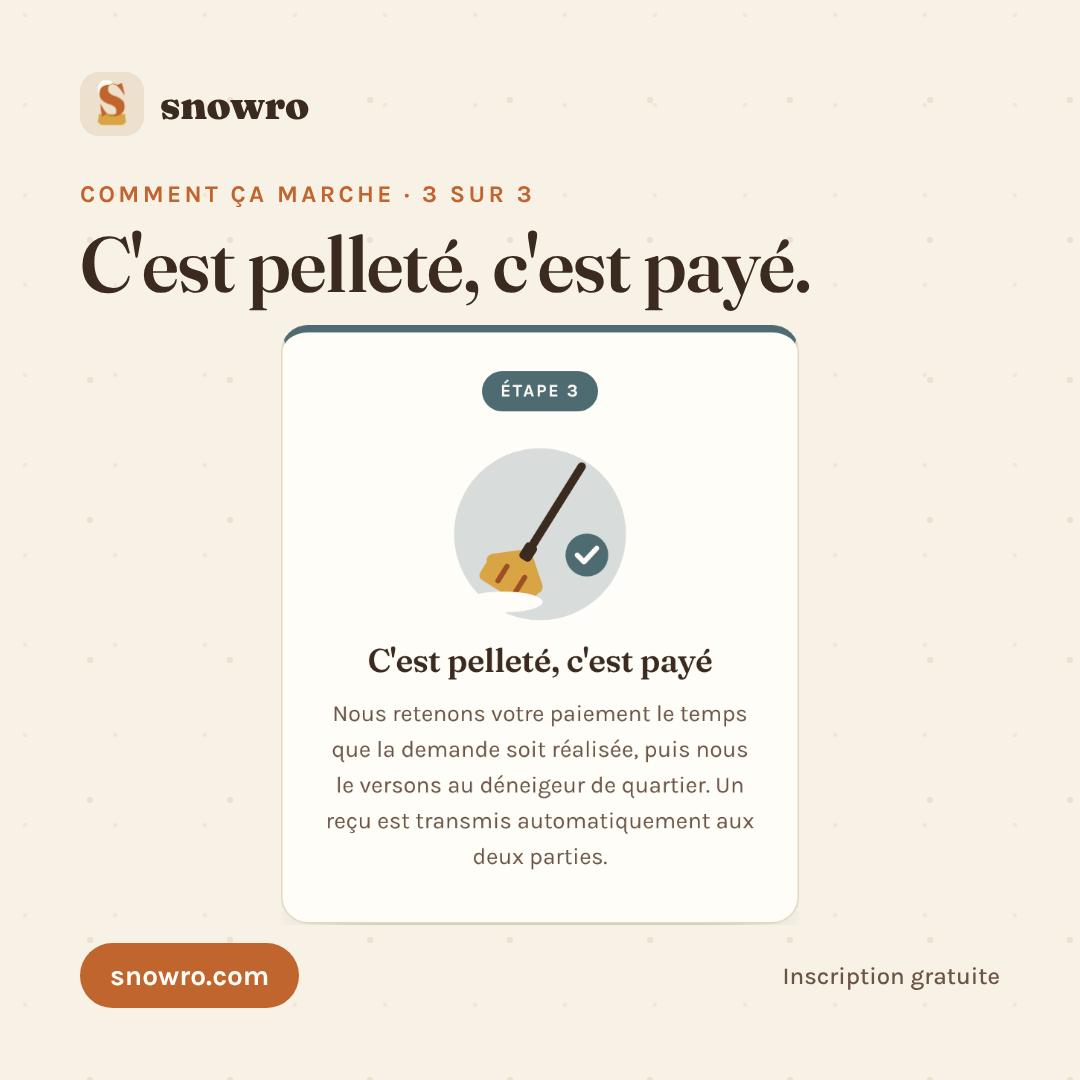 S
snowro
COMMENT ÇA MARCHE · 3 SUR 3
C'est pelleté, c'est payé.
ÉTAPE 3
C'est pelleté, c'est payé
Nous retenons votre paiement le temps
que la demande soit réalisée, puis nous
le versons au déneigeur de quartier. Un
reçu est transmis automatiquement aux
deux parties.
snowro.com
Inscription gratuite